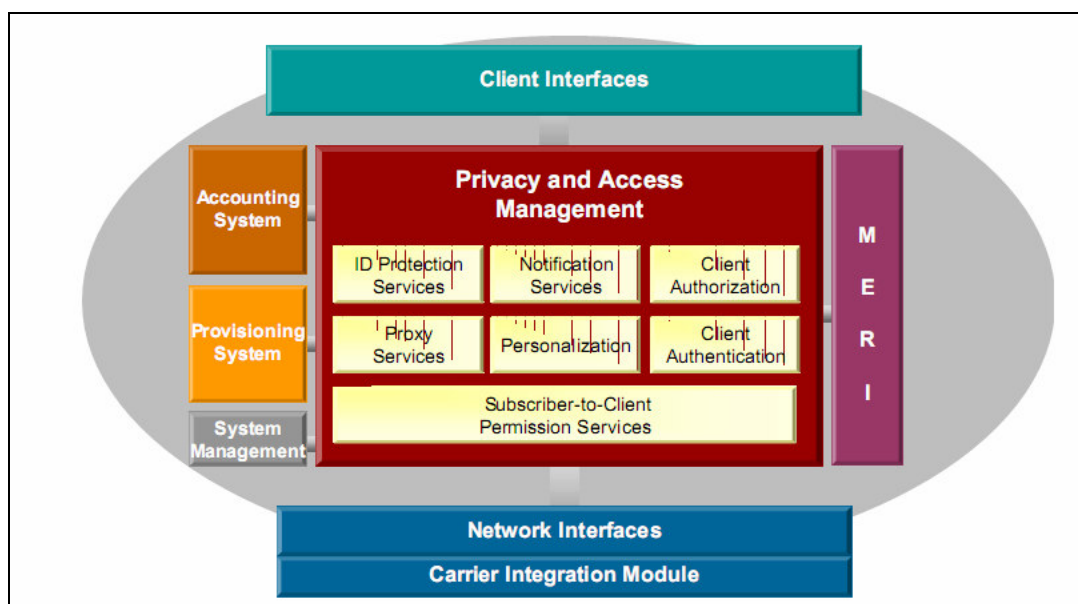 Client Interfaces
Accounting
System
Provisioning
System
System
Management
Privacy and Access
Management
ID Protection
Services
Notification
Services
Client
Authorization
Proxy
Services
Personalization
Client
Authentication
Subscriber-to-Client
Permission Services
M
E
R
I
Network Interfaces
Carrier Integration Module